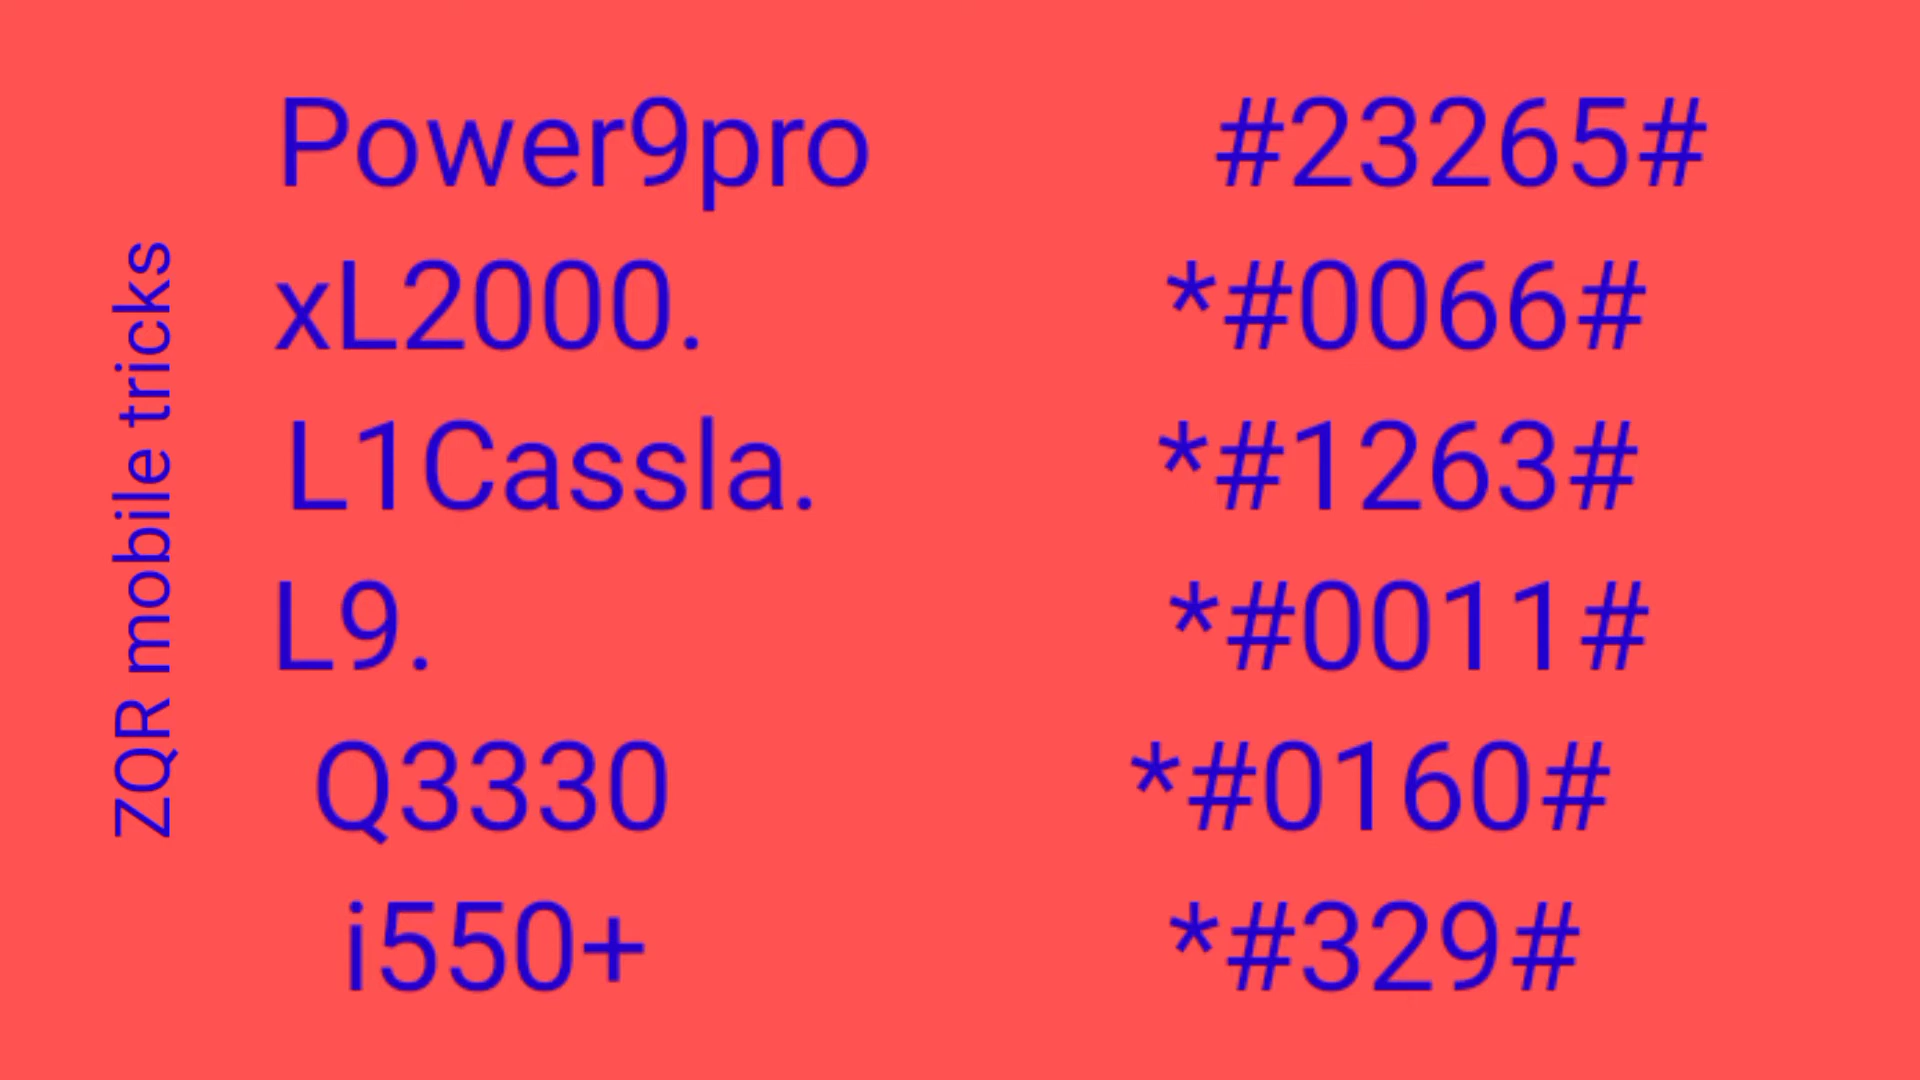 ZQR mobile tricks
Power9pro #23265#
xL2000. *#0066#
L1Cassla. *#1263#
L9. *#0011#
Q3330 *#0160#
i550+ *#329#